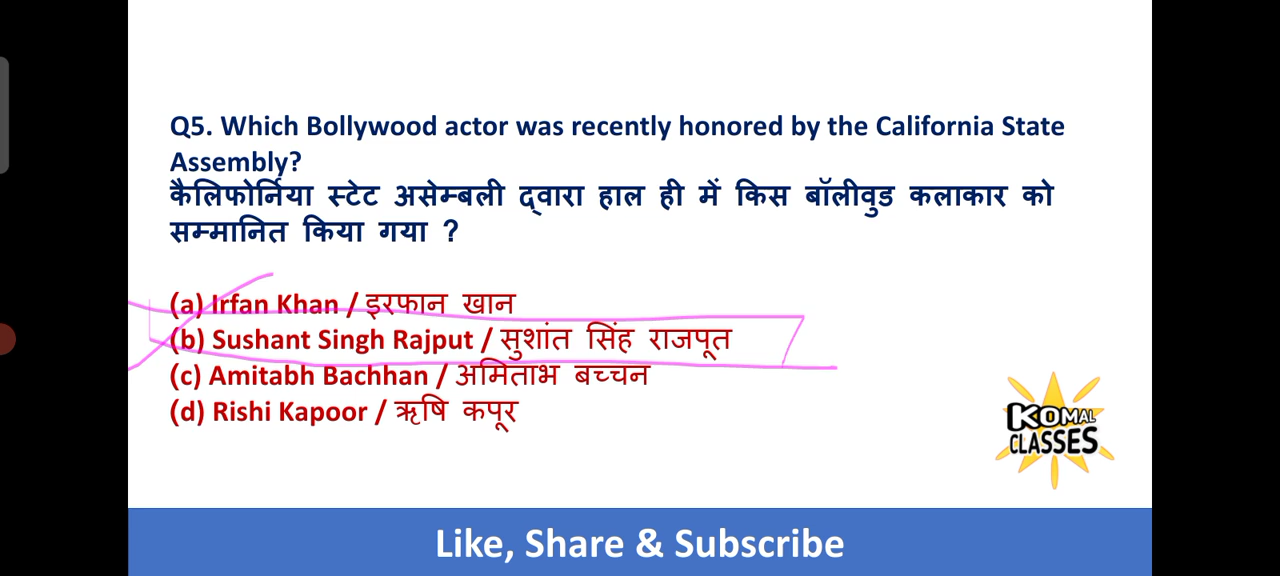 Q5. Which Bollywood actor was recently honored by the California State
Assembly?
कैलिफोर्निया स्टेट असेम्बली द्वारा हाल ही में किस बॉलीवुड कलाकार को
सम्मानित किया गया ?
(a) Irfan Khan / इरफान खान
(b) Sushant Singh Rajput / सुशांत सिंह राजपूत
(c) Amitabh Bachhan / अमिताभ बच्चन
(d) Rishi Kapoor / ऋषि कपूर
KOMAL
CLASSES
Like, Share & Subscribe